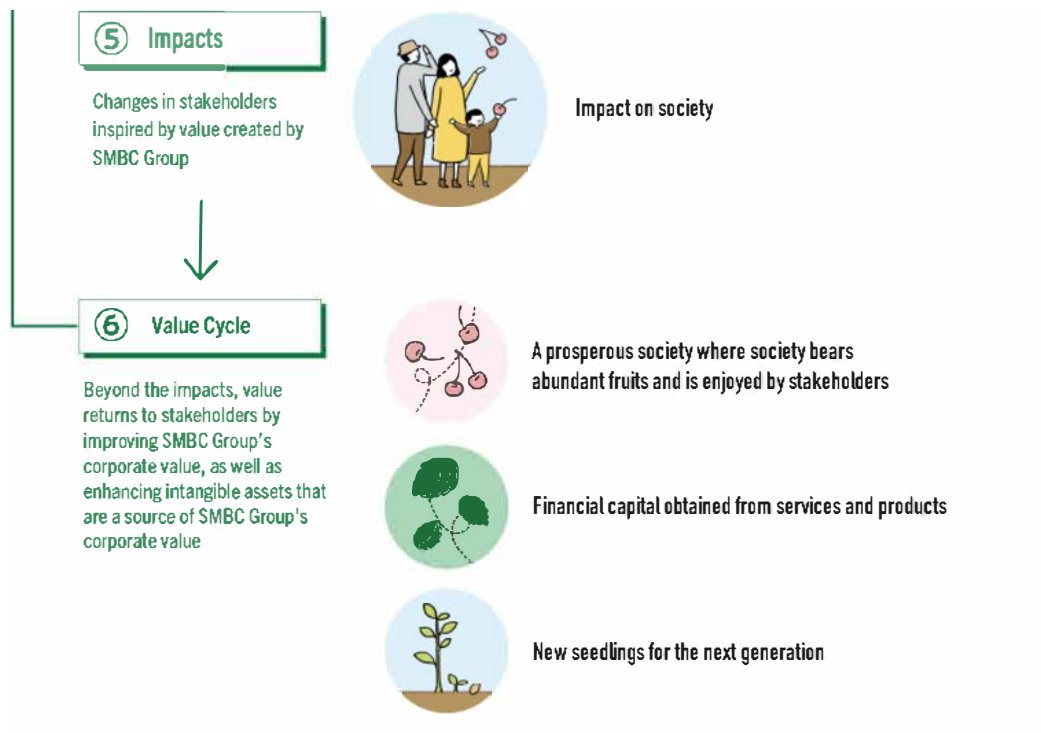 ⑤ Impacts
Changes in stakeholders
inspired by value created by
SMBC Group
Impact on society
⑥ Value Cycle
Beyond the impacts, value
returns to stakeholders by
improving SMBC Group's
corporate value, as well as
enhancing intangible assets that
are a source of SMBC Group's
corporate value
A prosperous society where society bears
abundant fruits and is enjoyed by stakeholders
Financial capital obtained from services and products
New seedlings for the next generation